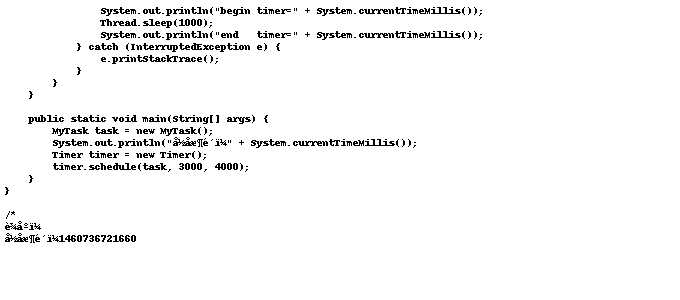 System.out.println("begin timer=" + System.currentTimeMillis());
Thread.sleep(1000);
System.out.println("end   timer=" + System.currentTimeMillis());
} catch (InterruptedException e) {
e.printStackTrace();
}
}
}
public static void main(String[] args) {
MyTask task = new MyTask();
System.out.println("å½åæ¶é´ï¼" + System.currentTimeMillis());
Timer timer = new Timer();
timer.schedule(task, 3000, 4000);
}
}
/*
è¾åºï¼
å½åæ¶é´ï¼1460736721660